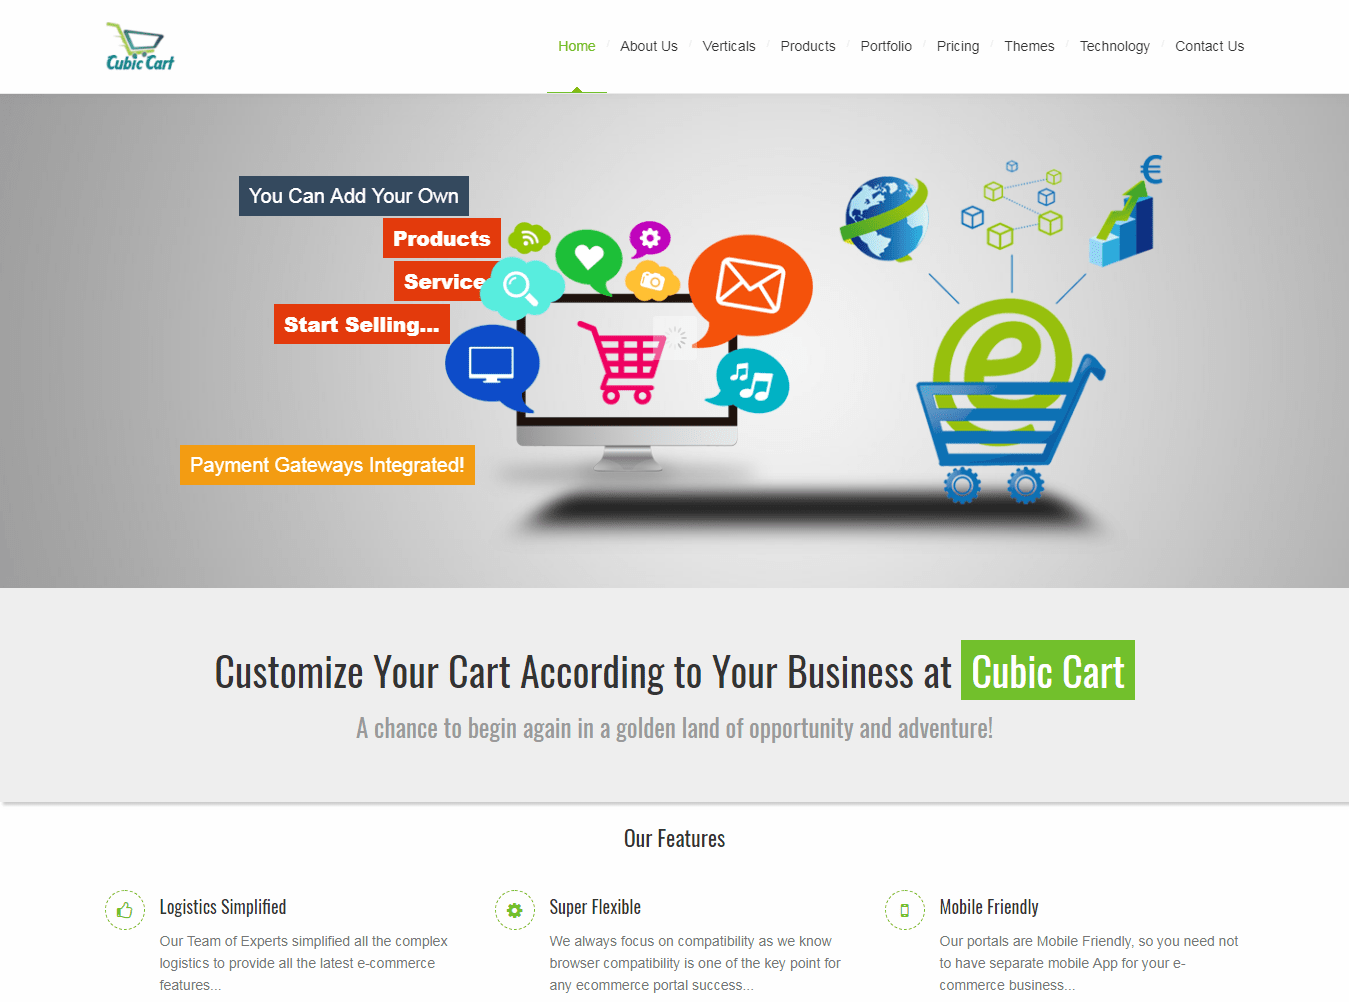 Cubic Cart
Home / About Us / Verticals / Products / Portfolio / Pricing / Themes / Technology / Contact Us
You Can Add Your Own
Products
Service
Start Selling...
Payment Gateways Integrated!
€
e
Customize Your Cart According to Your Business at Cubic Cart
A chance to begin again in a golden land of opportunity and adventure!
Our Features
Logistics Simplified
Our Team of Experts simplified all the complex
logistics to provide all the latest e-commerce
features...
Super Flexible
We always focus on compatibility as we know
browser compatibility is one of the key point for
any ecommerce portal success...
Mobile Friendly
Our portals are Mobile Friendly, so you need not
to have separate mobile App for your e-
commerce business...